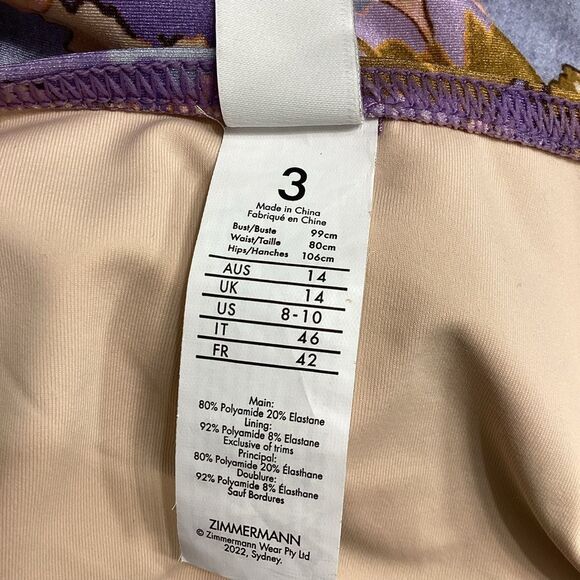 3
Made in China
Fabriqué en Chine
Bust/Buste 99cm
Waist/Taille 80cm
Hips/Hanches 106cm
AUS 14
UK 14
US 8-10
IT 46
FR 42
Main:
80% Polyamide 20% Elastane
Lining:
92% Polyamide 8% Elastane
Exclusive of trims
Principal:
80% Polyamide 20% Élasthane
Doublure:
92% Polyamide 8% Élasthane
Sauf Bordures
ZIMMERMANN
© Zimmermann Wear Pty Ltd
2022, Sydney.